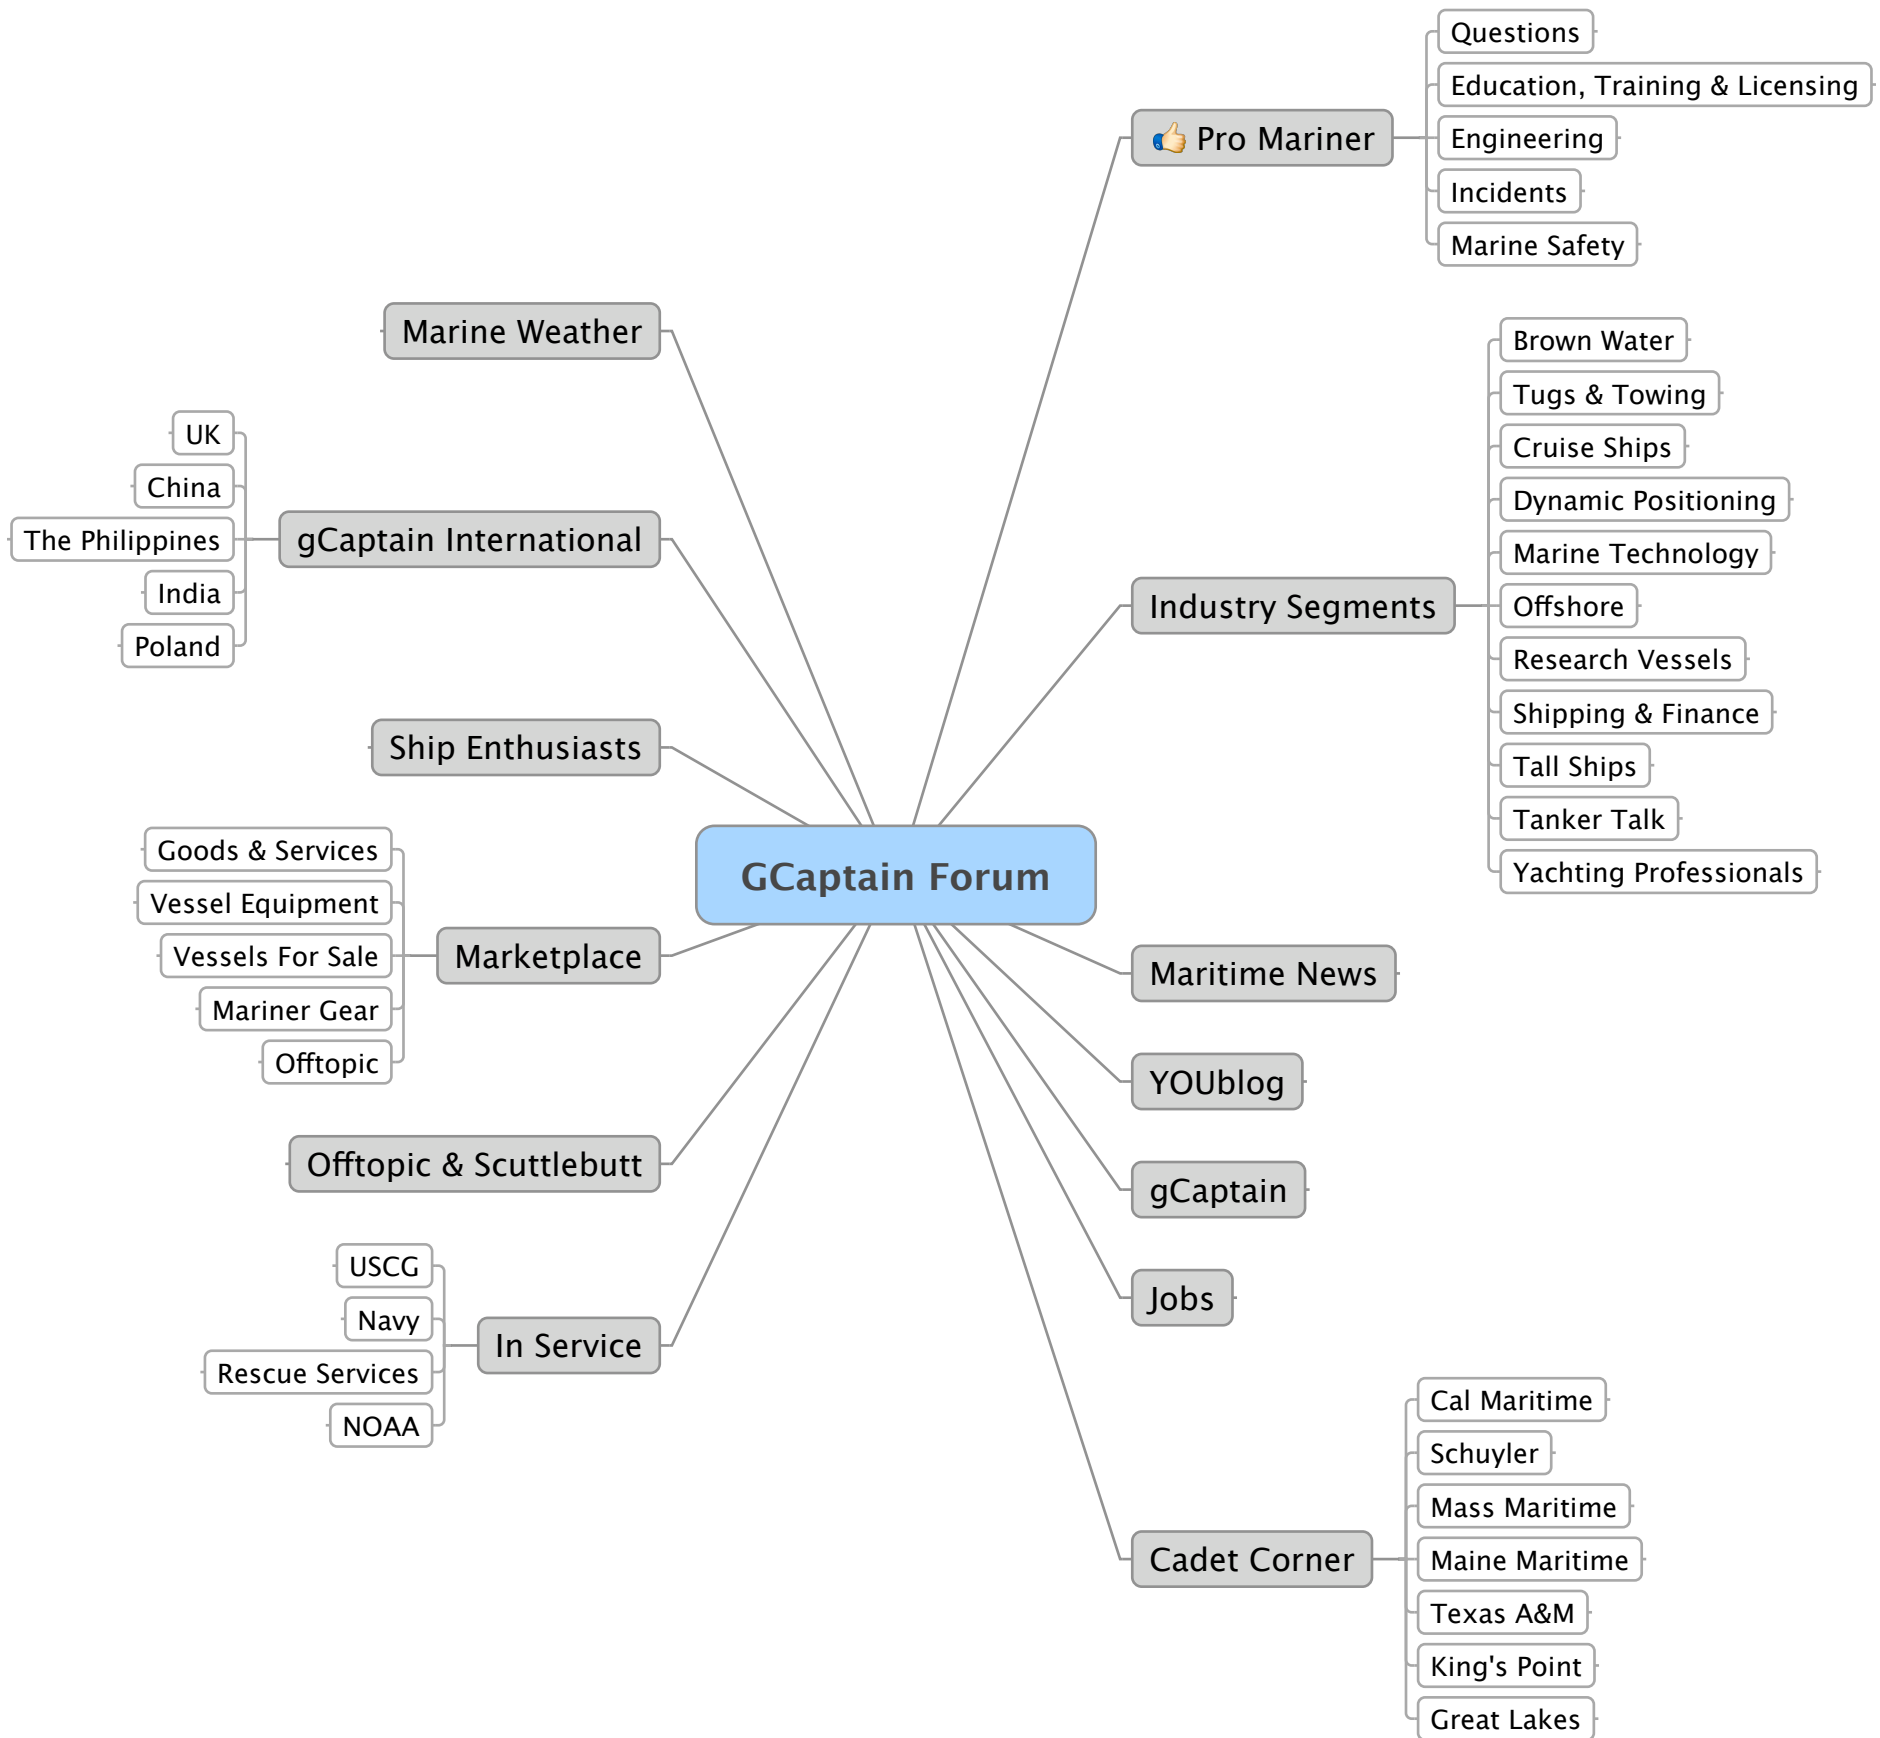 GCaptain Forum
Pro Mariner
Questions
Education, Training & Licensing
Engineering
Incidents
Marine Safety
Industry Segments
Brown Water
Tugs & Towing
Cruise Ships
Dynamic Positioning
Marine Technology
Offshore
Research Vessels
Shipping & Finance
Tall Ships
Tanker Talk
Yachting Professionals
Maritime News
YOUblog
gCaptain
Jobs
Cadet Corner
Cal Maritime
Schuyler
Mass Maritime
Maine Maritime
Texas A&M
King's Point
Great Lakes
Marine Weather
gCaptain International
UK
China
The Philippines
India
Poland
Ship Enthusiasts
Marketplace
Goods & Services
Vessel Equipment
Vessels For Sale
Mariner Gear
Offtopic
Offtopic & Scuttlebutt
In Service
USCG
Navy
Rescue Services
NOAA